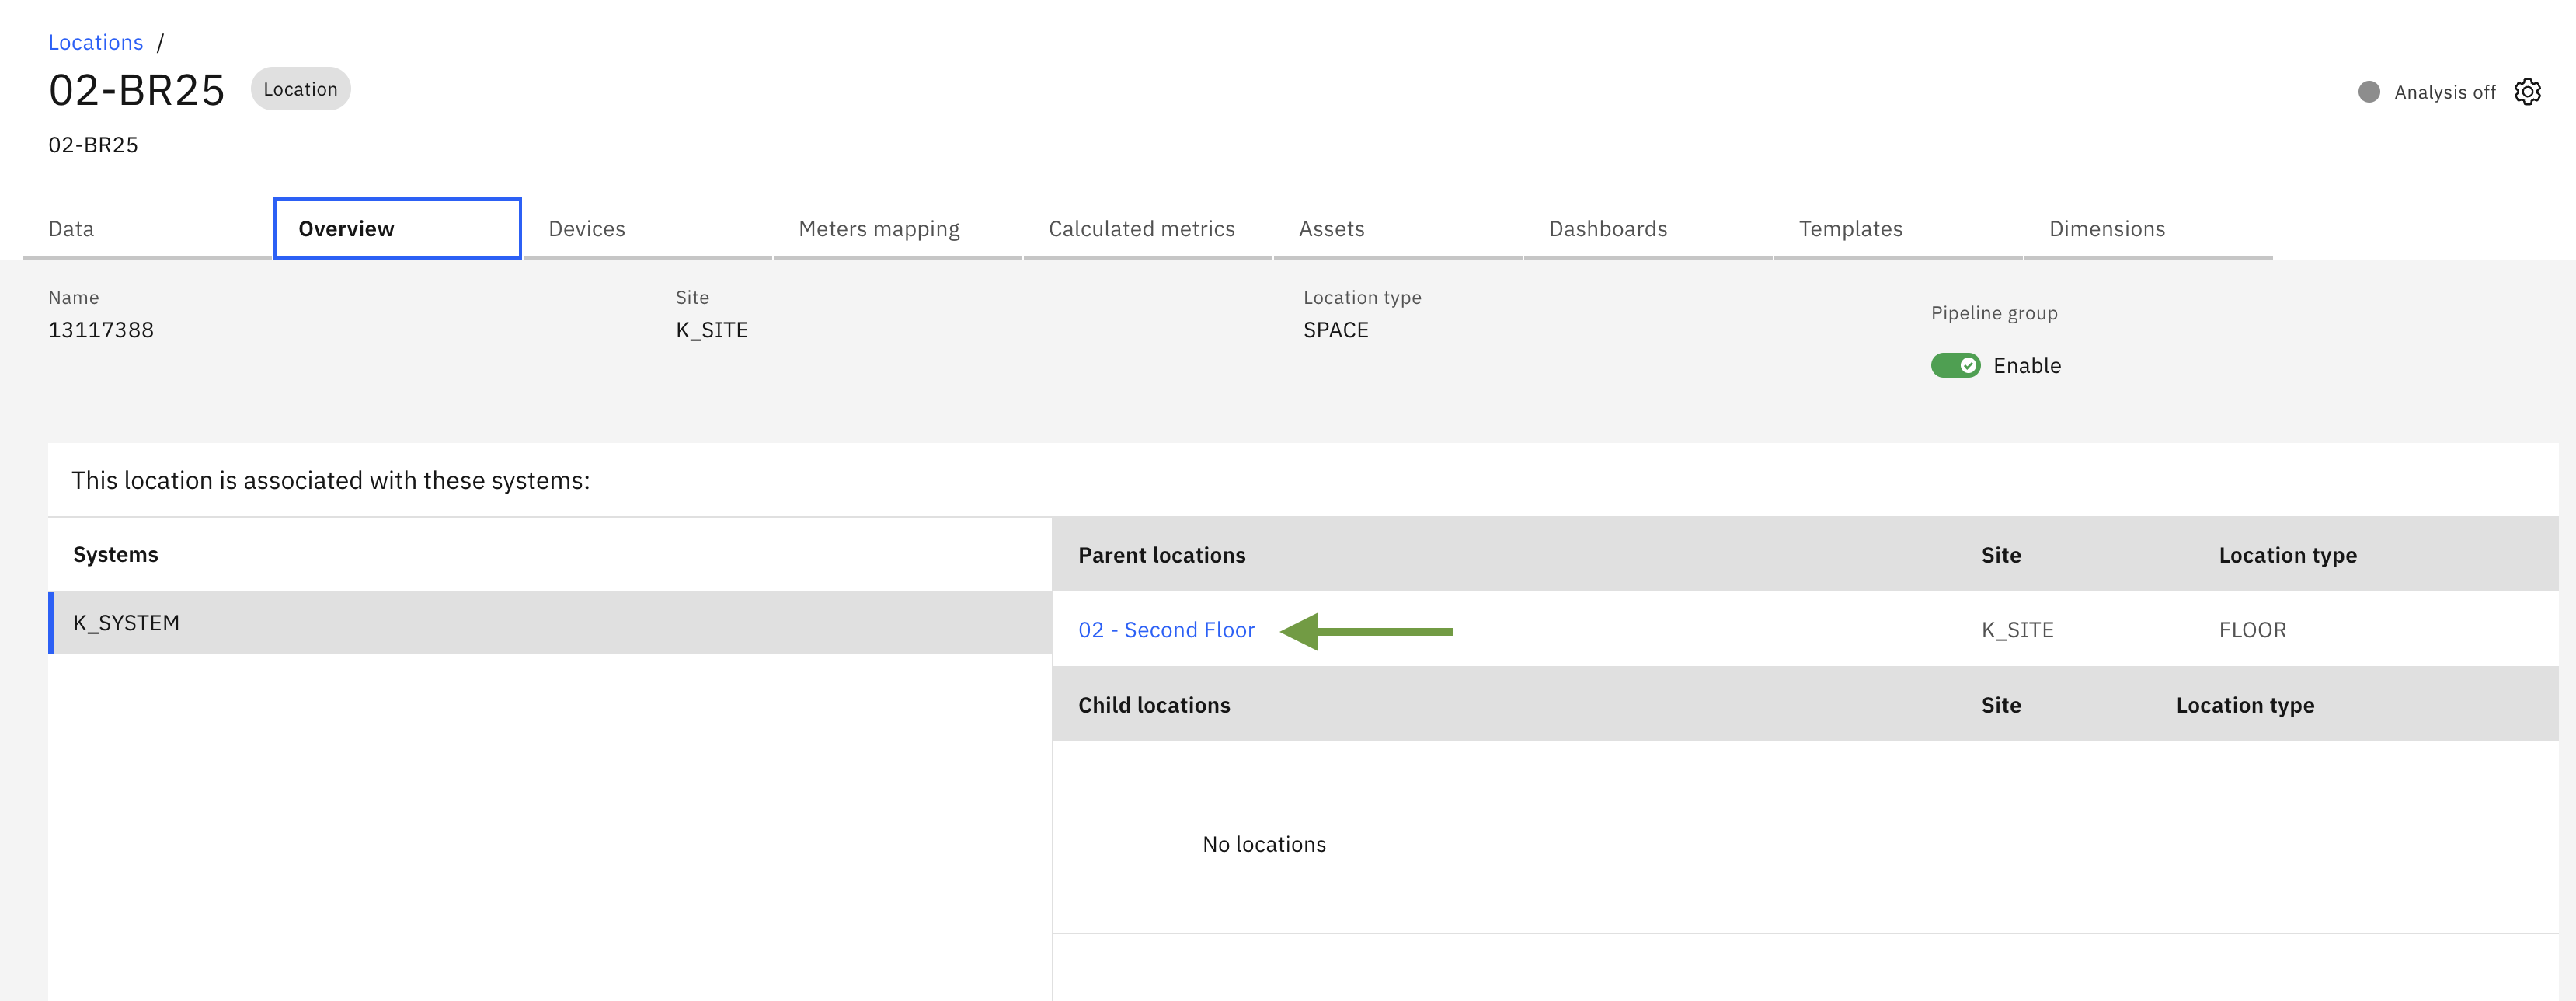 Locations /
02-BR25 Location
Analysis off
02-BR25
Data Overview Devices Meters mapping Calculated metrics Assets Dashboards Templates Dimensions
Name Site Location type Pipeline group
13117388 K_SITE SPACE
Enable
This location is associated with these systems:
Systems Parent locations Site Location type
K_SYSTEM 02 - Second Floor K_SITE FLOOR
Child locations Site Location type
No locations